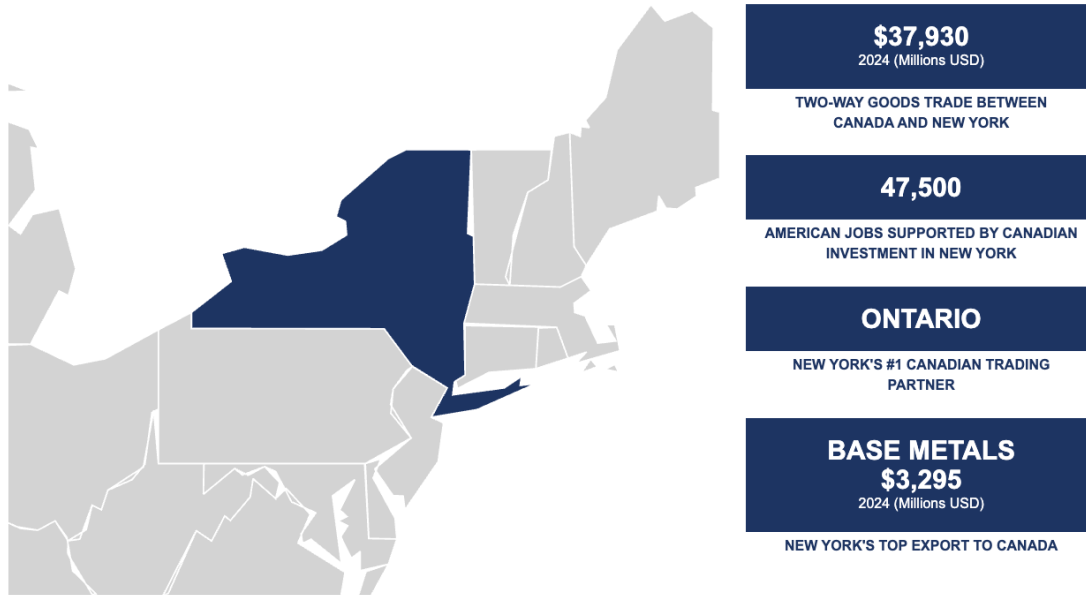 $37,930
2024 (Millions USD)
TWO-WAY GOODS TRADE BETWEEN
CANADA AND NEW YORK
47,500
AMERICAN JOBS SUPPORTED BY CANADIAN
INVESTMENT IN NEW YORK
ONTARIO
NEW YORK'S #1 CANADIAN TRADING
PARTNER
BASE METALS
$3,295
2024 (Millions USD)
NEW YORK'S TOP EXPORT TO CANADA